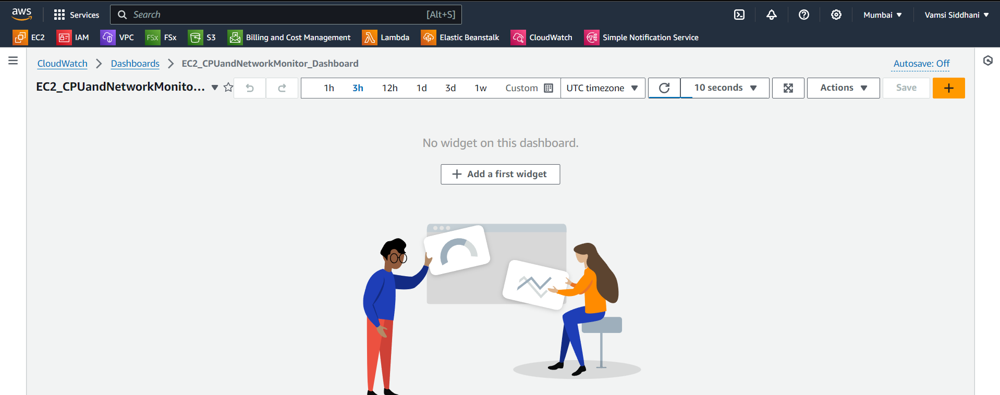 aws Services Search [Alt+S] Mumbai Vamsi Siddhani
EC2 IAM VPC FSx FSx S3 Billing and Cost Management Lambda Elastic Beanstalk CloudWatch Simple Notification Service
CloudWatch Dashboards EC2_CPUandNetworkMonitor_Dashboard Autosave: Off
EC2_CPUandNetworkMonito... 1h 3h 12h 1d 3d 1w Custom UTC timezone 10 seconds Actions Save +
No widget on this dashboard.
+ Add a first widget